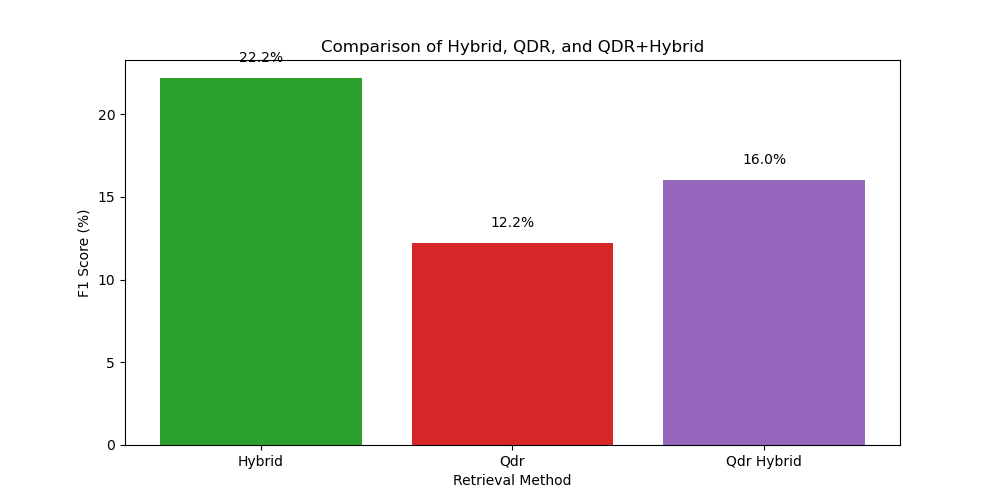 Comparison of Hybrid, QDR, and QDR+Hybrid
22.2%
16.0%
12.2%
20
15
10
5
0
F1 Score (%)
Hybrid
Qdr
Qdr Hybrid
Retrieval Method